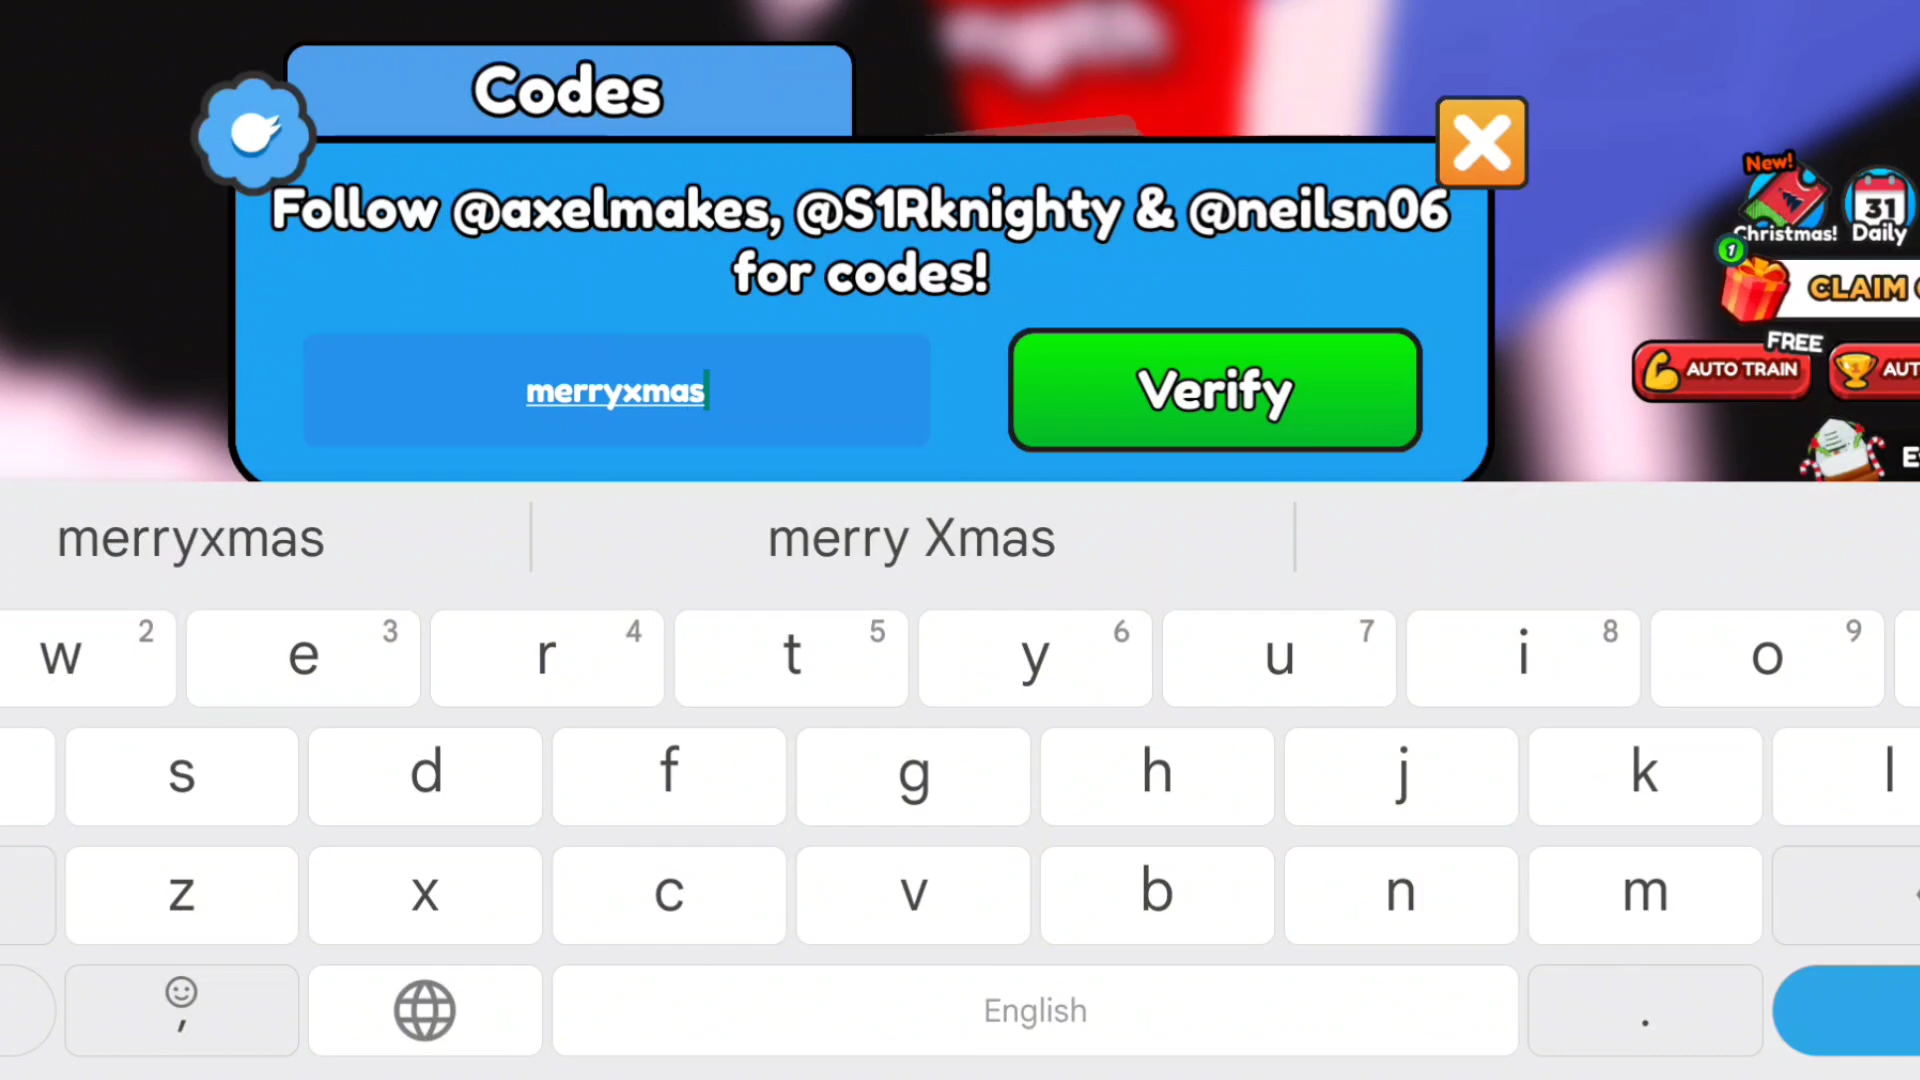 Codes
Follow @axelmakes, @S1Rknighty & @neilsn06
for codes!
merryxmas
Verify
New!
Christmas!
31
Daily
1
CLAIM
FREE
AUTO TRAIN
AUT
E
merryxmas
merry Xmas
w 2 e 3 r 4 t 5 y 6 u 7 i 8 o 9
s d f g h j k l
z x c v b n m
, English .